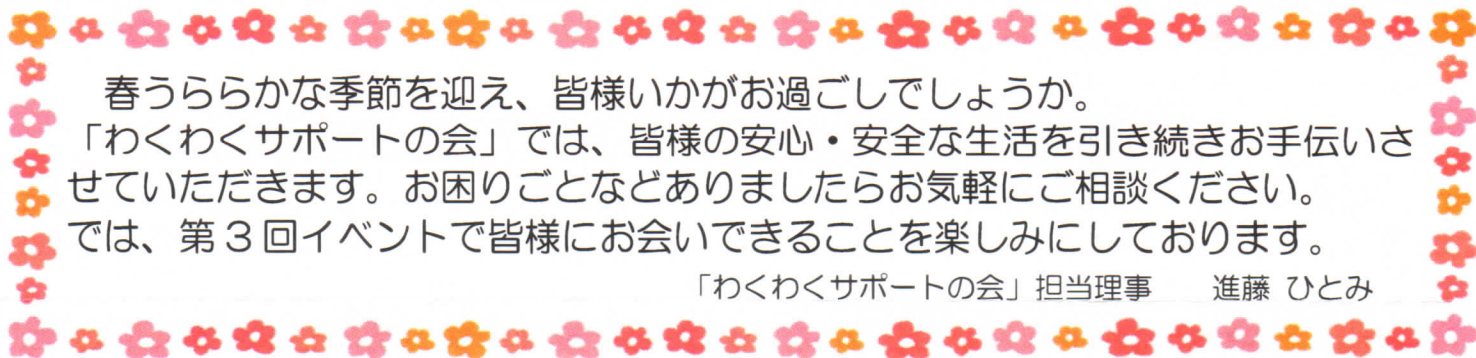 春うららかな季節を迎え、皆様いかがお過ごしでしょうか。
「わくわくサポートの会」では、皆様の安心・安全な生活を引き続きお手伝いさ
せていただきます。お困りごとなどありましたらお気軽にご相談ください。
では、第3回イベントで皆様にお会いできることを楽しみにしております。
「わくわくサポートの会」担当理事　　進藤 ひとみ